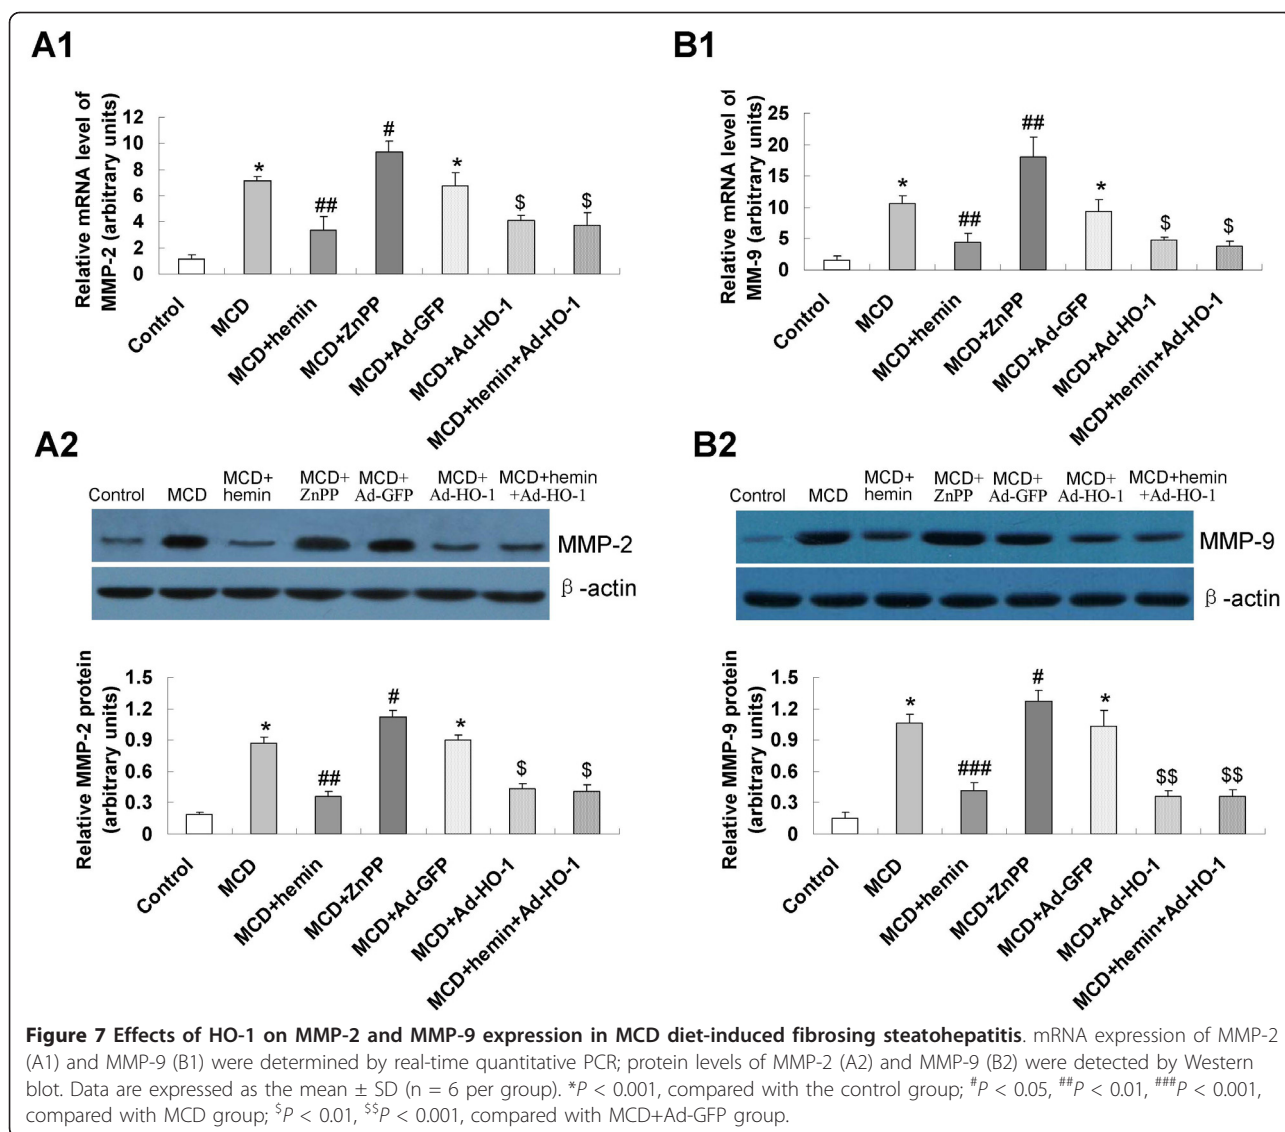 A1
Relative mRNA level of
MMP-2 (arbitrary units)
12
10
8
6
4
2
0
*
##
#
*
$
$
Control
MCD
MCD+hemin
MCD+ZnPP
MCD+Ad-GFP
MCD+Ad-HO-1
MCD+hemin+Ad-HO-1
B1
Relative mRNA level of
MM-9 (arbitrary units)
25
20
15
10
5
0
*
##
##
*
$
$
Control
MCD
MCD+hemin
MCD+ZnPP
MCD+Ad-GFP
MCD+Ad-HO-1
MCD+hemin+Ad-HO-1
A2
Control
MCD
MCD+
hemin
MCD+
ZnPP
MCD+
Ad-GFP
MCD+
Ad-HO-1
MCD+hemin
+Ad-HO-1
MMP-2
β-actin
Relative MMP-2 protein
(arbitrary units)
1.5
1.2
0.9
0.6
0.3
0
*
##
#
*
$
$
Control
MCD
MCD+hemin
MCD+ZnPP
MCD+Ad-GFP
MCD+Ad-HO-1
MCD+hemin+Ad-HO-1
B2
Control
MCD
MCD+
hemin
MCD+
ZnPP
MCD+
Ad-GFP
MCD+
Ad-HO-1
MCD+hemin
+Ad-HO-1
MMP-9
β-actin
Relative MMP-9 protein
(arbitrary units)
1.5
1.2
0.9
0.6
0.3
0
*
###
#
*
$$
$$
Control
MCD
MCD+hemin
MCD+ZnPP
MCD+Ad-GFP
MCD+Ad-HO-1
MCD+hemin+Ad-HO-1
Figure 7 Effects of HO-1 on MMP-2 and MMP-9 expression in MCD diet-induced fibrosing steatohepatitis. mRNA expression of MMP-2
(A1) and MMP-9 (B1) were determined by real-time quantitative PCR; protein levels of MMP-2 (A2) and MMP-9 (B2) were detected by Western
blot. Data are expressed as the mean ± SD (n = 6 per group). *P < 0.001, compared with the control group; #P < 0.05, ##P < 0.01, ###P < 0.001,
compared with MCD group; $P < 0.01, $$P < 0.001, compared with MCD+Ad-GFP group.